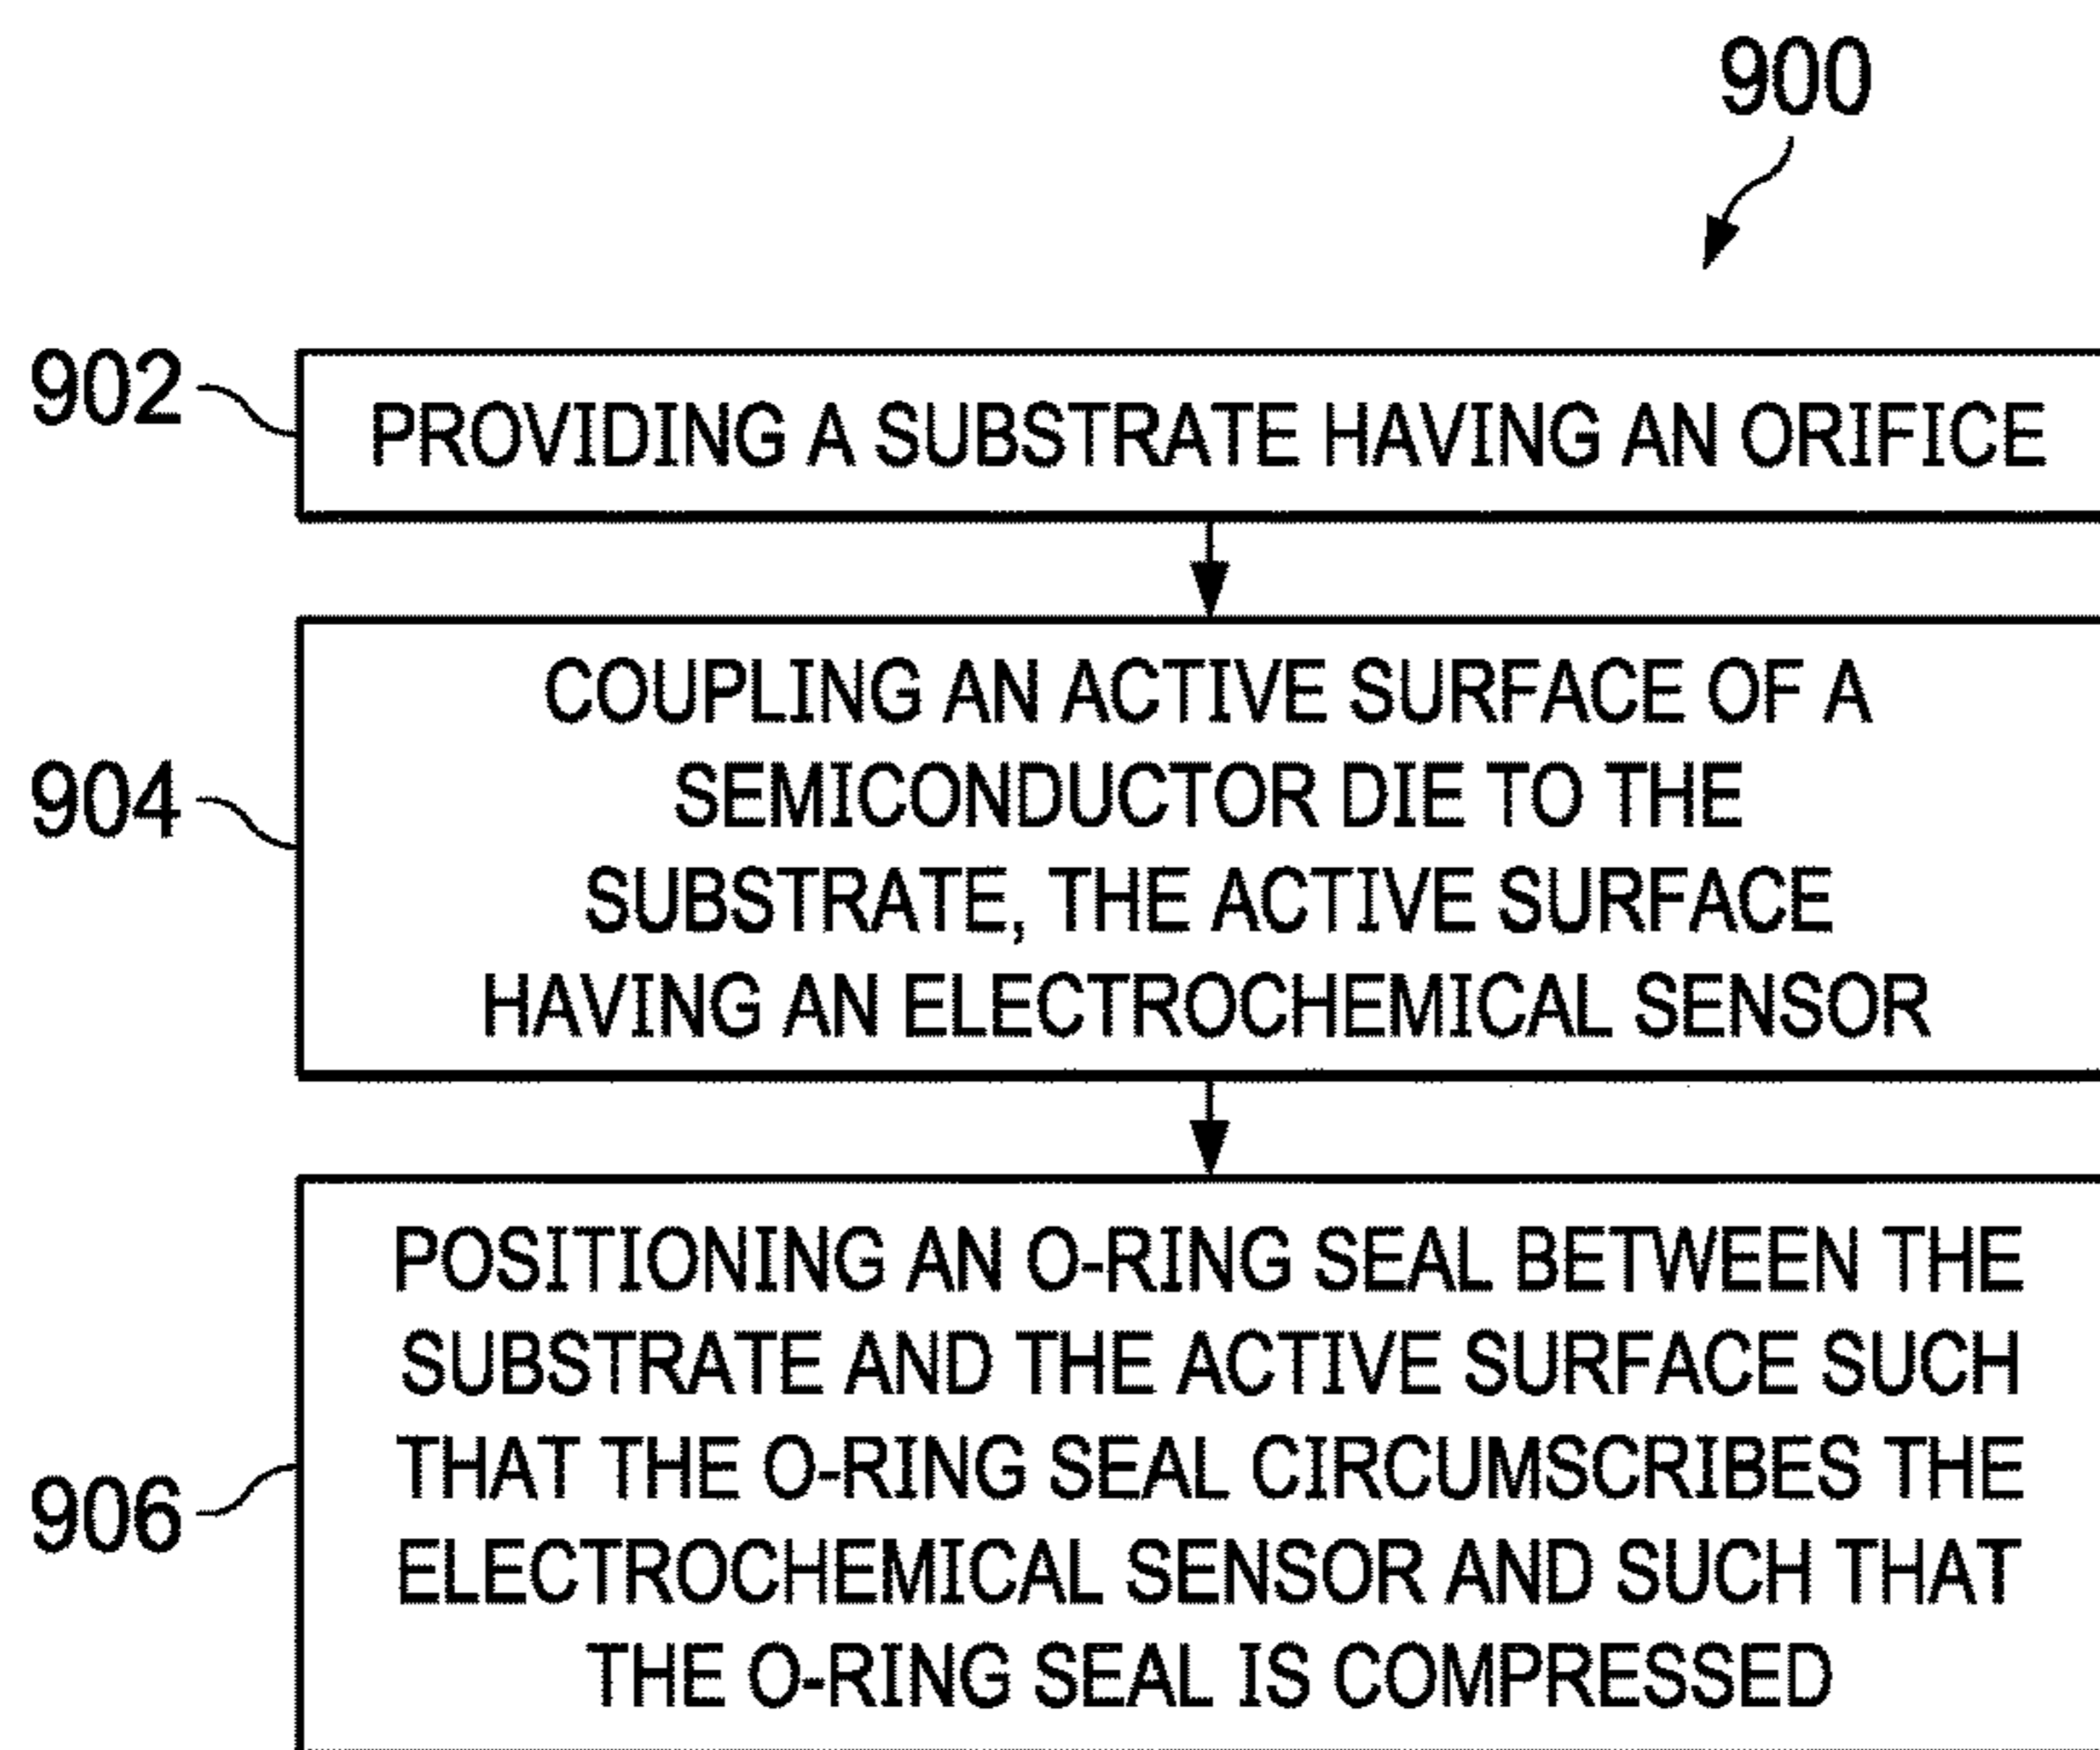 900
902
PROVIDING A SUBSTRATE HAVING AN ORIFICE
904
COUPLING AN ACTIVE SURFACE OF A
SEMICONDUCTOR DIE TO THE
SUBSTRATE, THE ACTIVE SURFACE
HAVING AN ELECTROCHEMICAL SENSOR
906
POSITIONING AN O-RING SEAL BETWEEN THE
SUBSTRATE AND THE ACTIVE SURFACE SUCH
THAT THE O-RING SEAL CIRCUMSCRIBES THE
ELECTROCHEMICAL SENSOR AND SUCH THAT
THE O-RING SEAL IS COMPRESSED